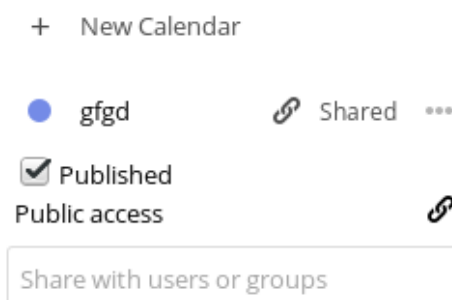 + New Calendar
gfgd Shared •••
Published
Public access
Share with users or groups